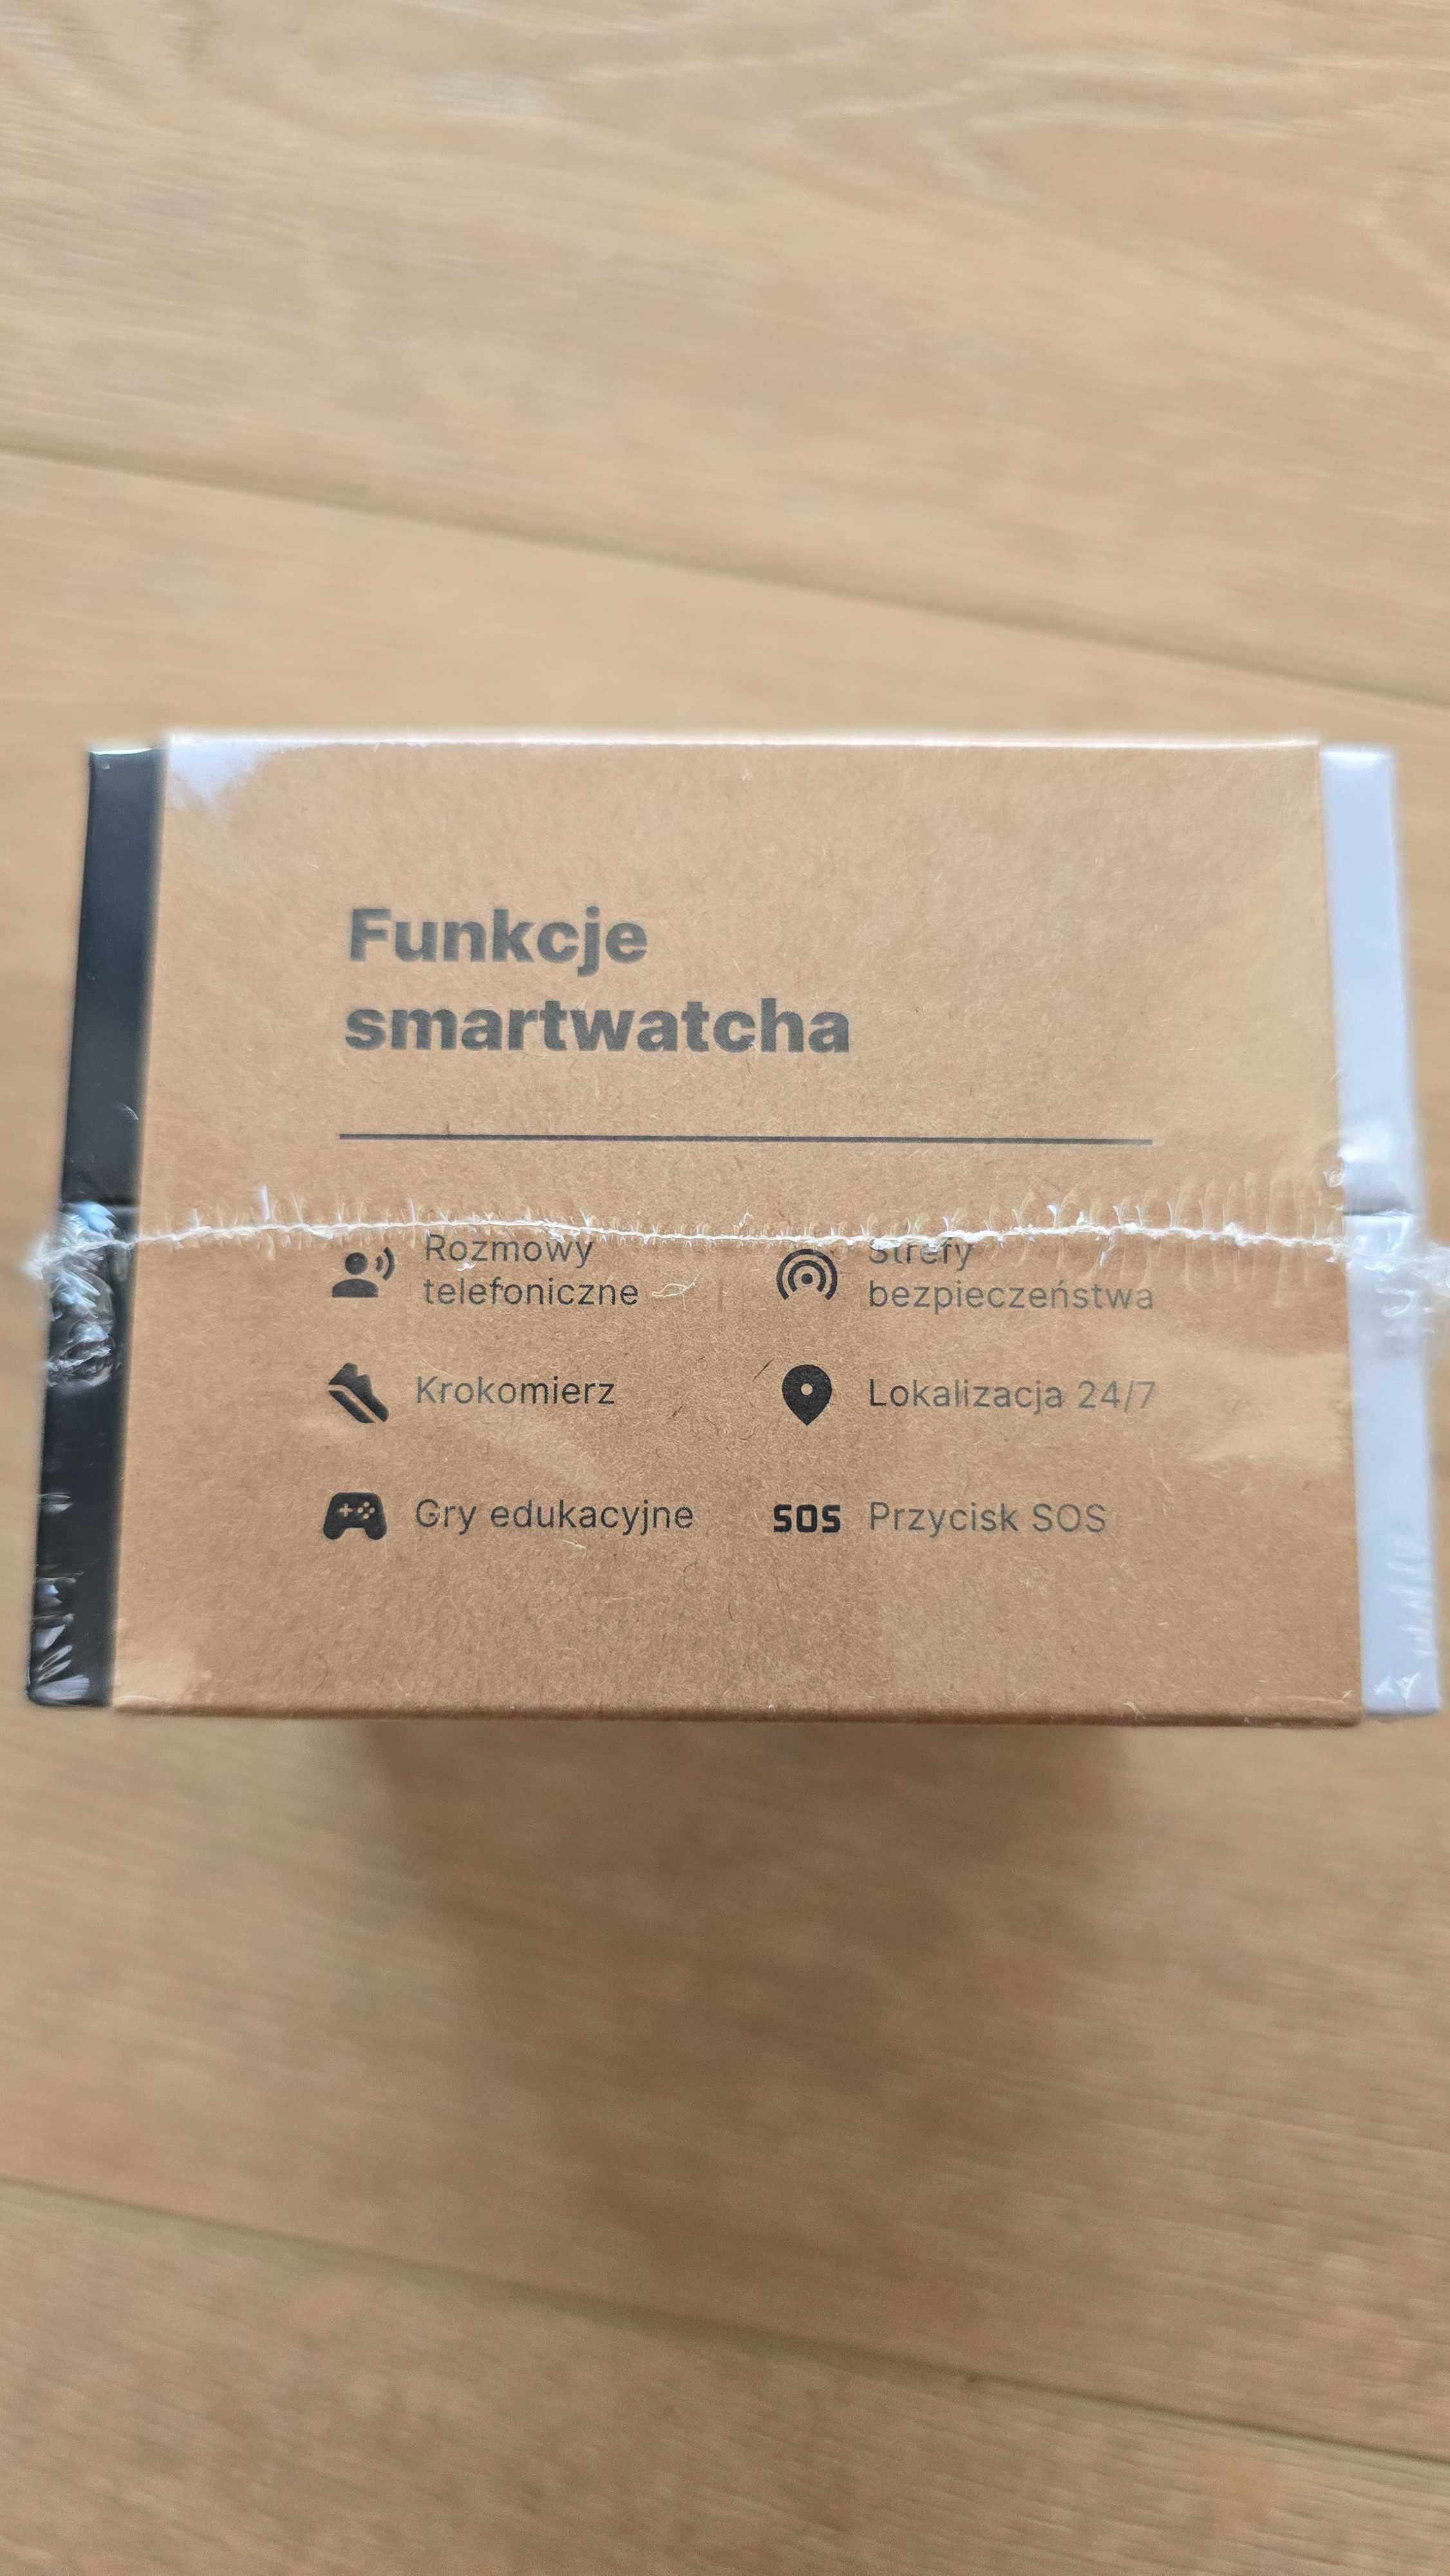 Funkcje
smartwatcha
Rozmowy
telefoniczne
Strefy
bezpieczeństwa
Krokomierz
Lokalizacja 24/7
Gry edukacyjne
SOS Przycisk SOS